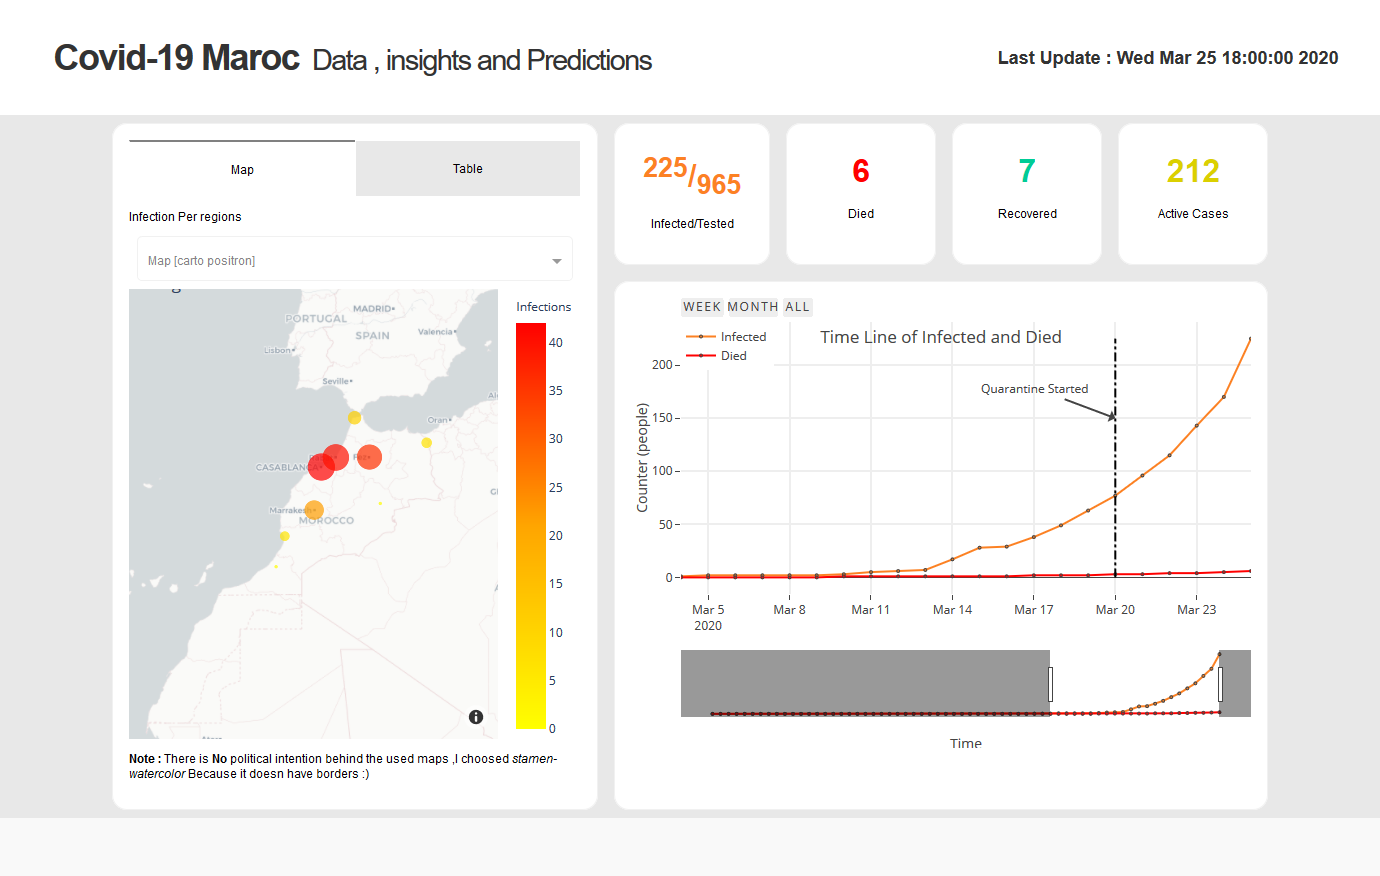 Covid-19 Maroc Data , insights and Predictions
Last Update : Wed Mar 25 18:00:00 2020
Map
Table
Infection Per regions
Map [carto positron]
MADRID
PORTUGAL
SPAIN
Valencia
Lisbon
Seville
Oran
CASABLANCA
Marrakesh
MOROCCO
Infections
40
35
30
25
20
15
10
5
0
Note : There is No political intention behind the used maps ,I choosed stamen-
watercolor Because it doesn have borders :)
225/965
Infected/Tested
6
Died
7
Recovered
212
Active Cases
WEEK MONTH ALL
Infected
Died
Time Line of Infected and Died
Quarantine Started
Counter (people)
200
150
100
50
0
Mar 5
2020
Mar 8
Mar 11
Mar 14
Mar 17
Mar 20
Mar 23
Time